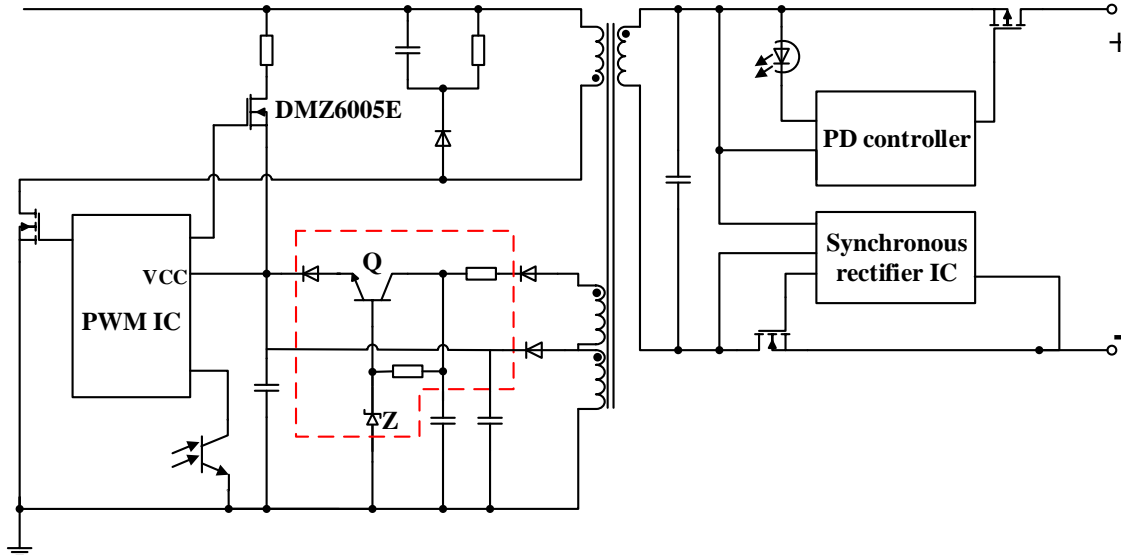 DMZ6005E
+
PD controller
Synchronous
rectifier IC
Q
VCC
PWM IC
-
Z